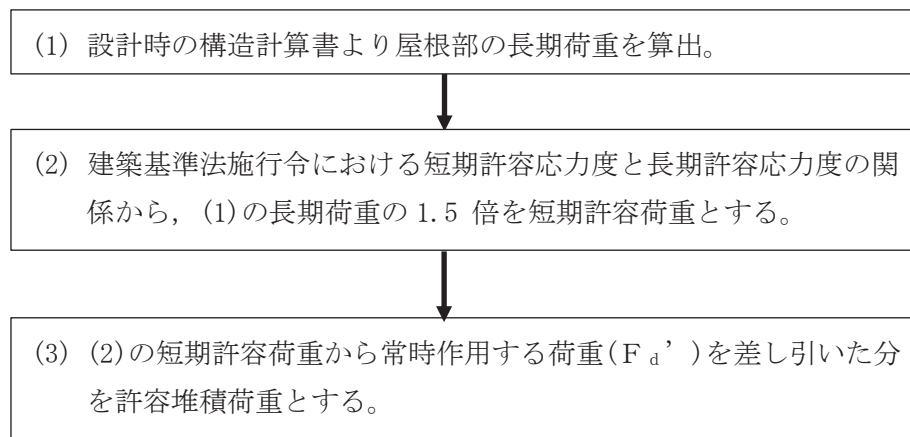 (1) 設計時の構造計算書より屋根部の長期荷重を算出。
(2) 建築基準法施行令における短期許容応力度と長期許容応力度の関
係から, (1)の長期荷重の 1.5 倍を短期許容荷重とする。
(3) (2)の短期許容荷重から常時作用する荷重(Fd’)を差し引いた分
を許容堆積荷重とする。